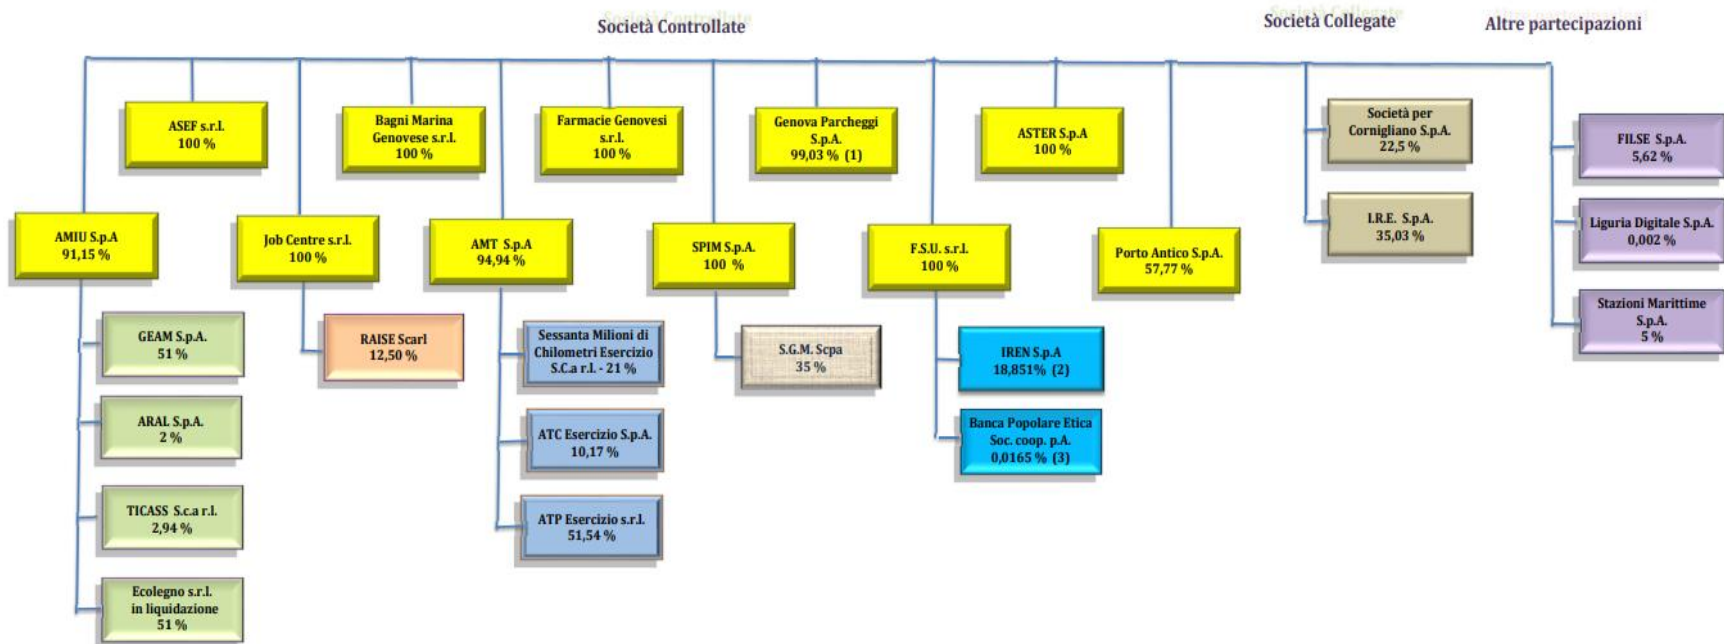 Società Controllate
Società Collegate
Altre partecipazioni
ASEF s.r.l.
100 %
Bagni Marina
Genovese s.r.l.
100 %
Farmacie Genovesi
s.r.l.
100 %
Genova Parcheggi
S.p.A.
99,03 % (1)
ASTER S.p.A
100 %
Società per
Cornigliano S.p.A.
22,5 %
FILSE S.p.A.
5,62 %
AMIU S.p.A
91,15 %
Job Centre s.r.l.
100 %
AMT S.p.A
94,94 %
SPIM S.p.A.
100 %
F.S.U. s.r.l.
100 %
Porto Antico S.p.A.
57,77 %
I.R.E. S.p.A.
35,03 %
Liguria Digitale S.p.A.
0,002 %
Stazioni Marittime
S.p.A.
5 %
GEAM S.p.A.
51 %
RAISE Scarl
12,50 %
Sessanta Milioni di
Chilometri Esercizio
S.C.a r.l. - 21 %
S.G.M. Scpa
35 %
IREN S.p.A
18,851% (2)
ARAL S.p.A.
2 %
ATC Esercizio S.p.A.
10,17 %
Banca Popolare Etica
Soc. coop. p.A.
0,0165 % (3)
TICASS S.c.a r.l.
2,94 %
ATP Esercizio s.r.l.
51,54 %
Ecolegno s.r.l.
in liquidazione
51 %